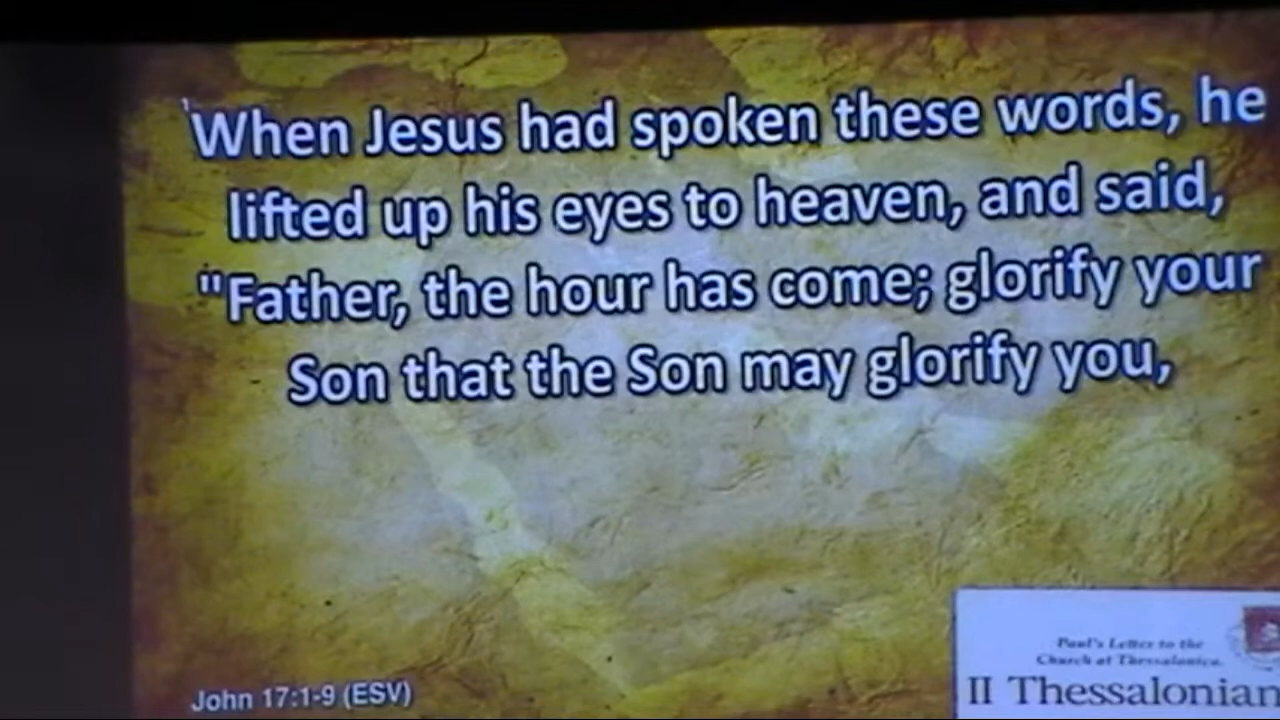 ¹When Jesus had spoken these words, he
lifted up his eyes to heaven, and said,
"Father, the hour has come; glorify your
Son that the Son may glorify you,
John 17:1-9 (ESV)
Paul's Letter to the
Church at Thessalonica.
II Thessalonian